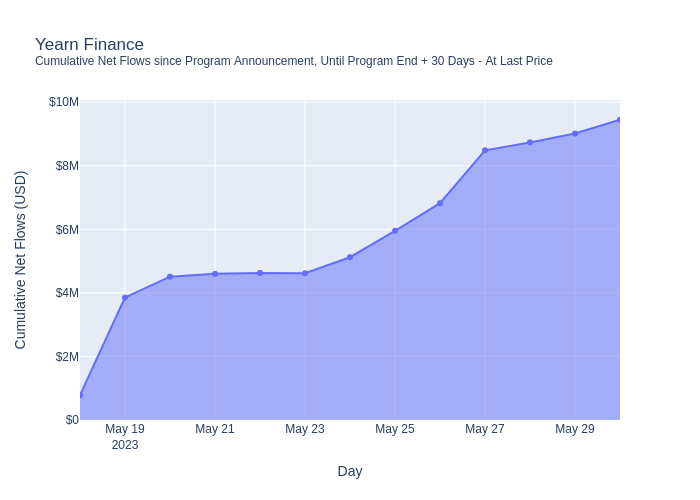 Yearn Finance
Cumulative Net Flows since Program Announcement, Until Program End + 30 Days - At Last Price
Cumulative Net Flows (USD)
$10M
$8M
$6M
$4M
$2M
$0
May 19 May 21 May 23 May 25 May 27 May 29
2023
Day